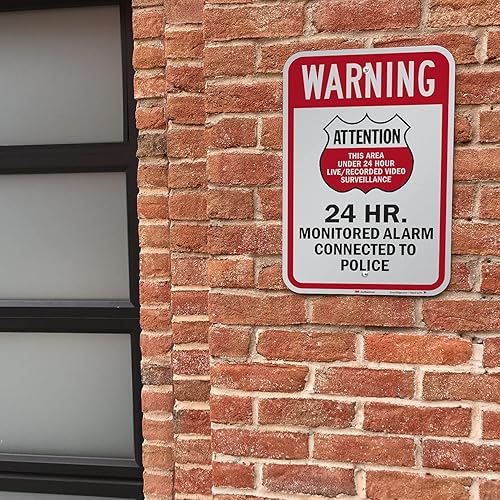 WARNING
ATTENTION
THIS AREA
UNDER 24 HOUR
LIVE/RECORDED VIDEO
SURVEILLANCE
24 HR.
MONITORED ALARM
CONNECTED TO
POLICE